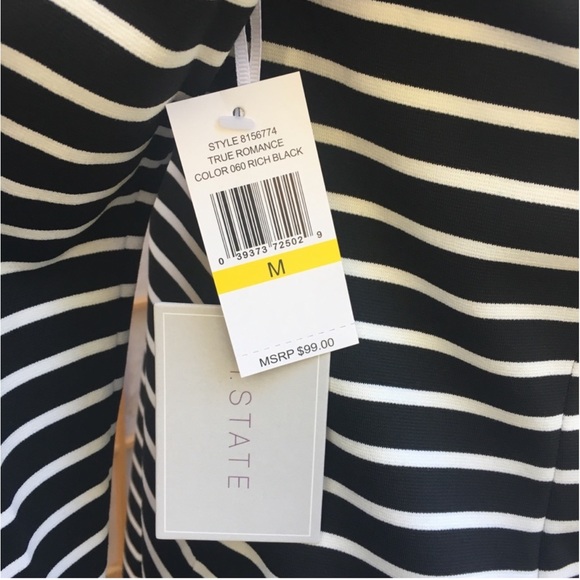 STYLE 8156774
TRUE ROMANCE
COLOR 060 RICH BLACK
0 39373 72502 9
M
MSRP $99.00
.STATE